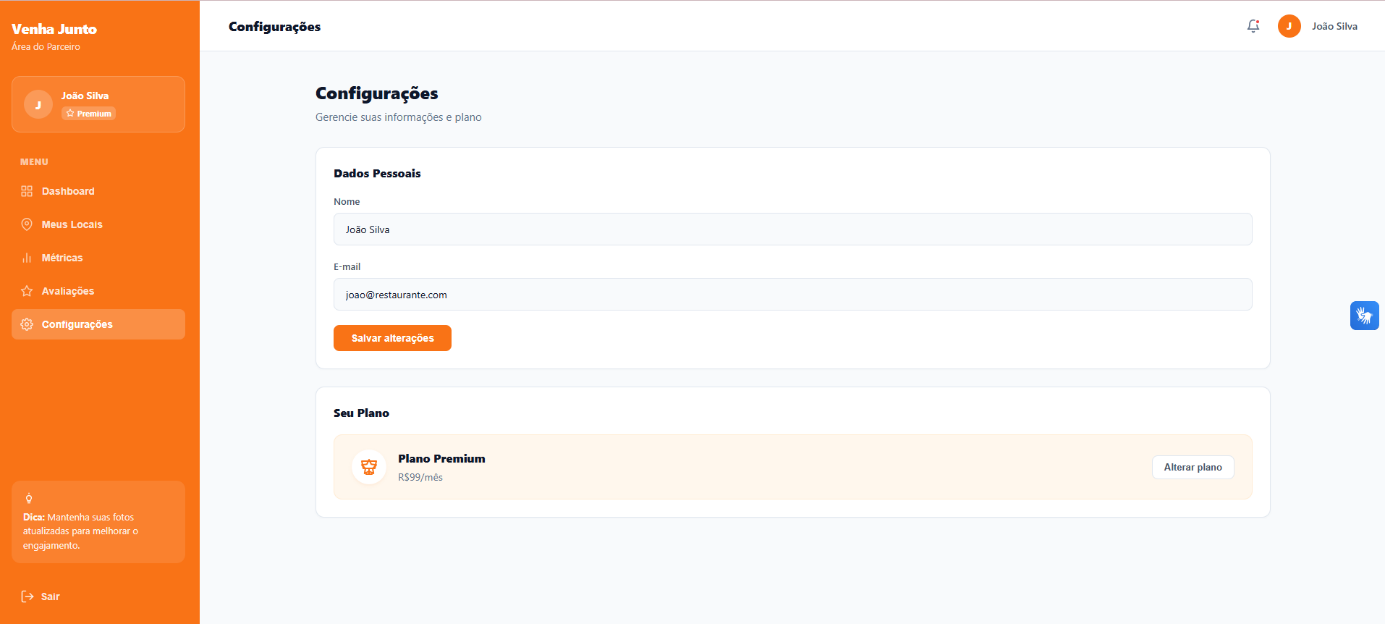 Venha Junto
Área do Parceiro
J
João Silva
Premium
MENU
Dashboard
Meus Locais
Métricas
Avaliações
Configurações
Dica: Mantenha suas fotos
atualizadas para melhorar o
engajamento.
Sair
Configurações
J
João Silva
Configurações
Gerencie suas informações e plano
Dados Pessoais
Nome
João Silva
E-mail
joao@restaurante.com
Salvar alterações
Seu Plano
Plano Premium
R$99/mês
Alterar plano